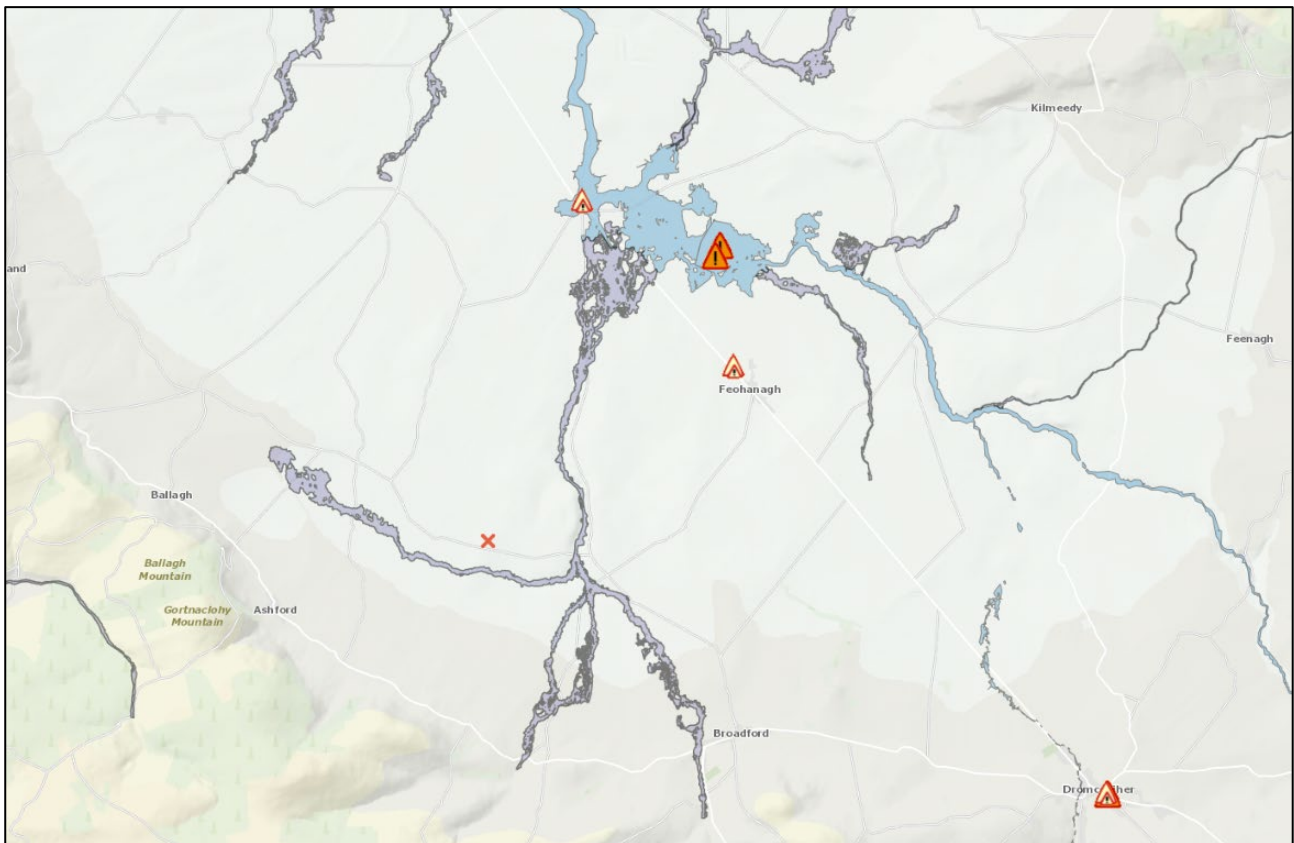 Kilmeedy
and
Feenagh
Feohanagh
Ballagh
Ballagh
Mountain
Gortnaclohy
Mountain
Ashford
Broadford